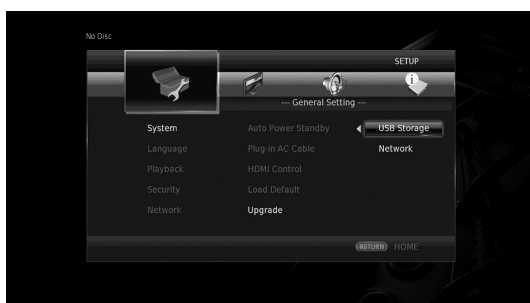 No Disc
SETUP
--- General Setting ---
System Auto Power Standby USB Storage
Language Plug-in AC Cable Network
Playback HDMI Control
Security Load Default
Network Upgrade
RETURN HOME